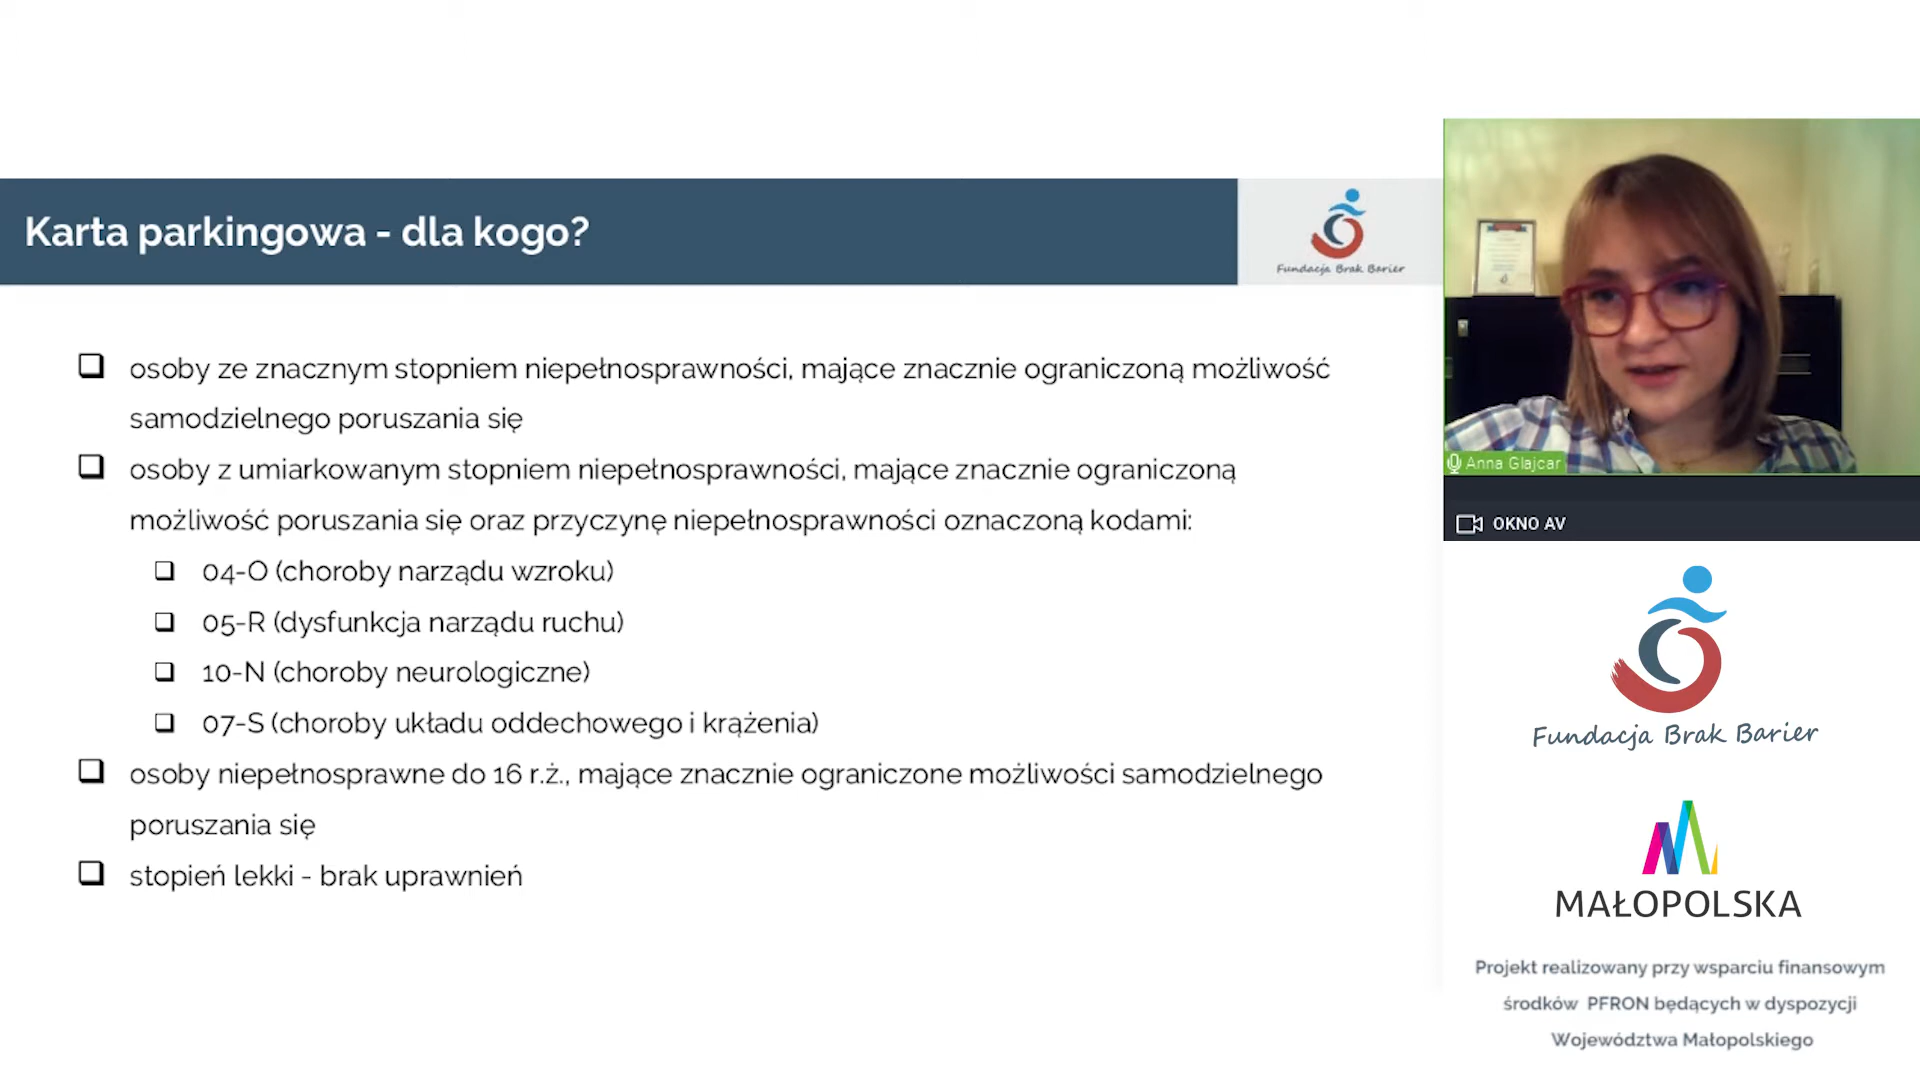 Karta parkingowa - dla kogo?
Fundacja Brak Barier
osoby ze znacznym stopniem niepełnosprawności, mające znacznie ograniczoną możliwość
samodzielnego poruszania się
osoby z umiarkowanym stopniem niepełnosprawności, mające znacznie ograniczoną
możliwość poruszania się oraz przyczynę niepełnosprawności oznaczoną kodami:
04-O (choroby narządu wzroku)
05-R (dysfunkcja narządu ruchu)
10-N (choroby neurologiczne)
07-S (choroby układu oddechowego i krążenia)
osoby niepełnosprawne do 16 r.ż., mające znacznie ograniczone możliwości samodzielnego
poruszania się
stopień lekki - brak uprawnień
Anna Glajcar
OKNO AV
Fundacja Brak Barier
MAŁOPOLSKA
Projekt realizowany przy wsparciu finansowym
środków PFRON będących w dyspozycji
Województwa Małopolskiego